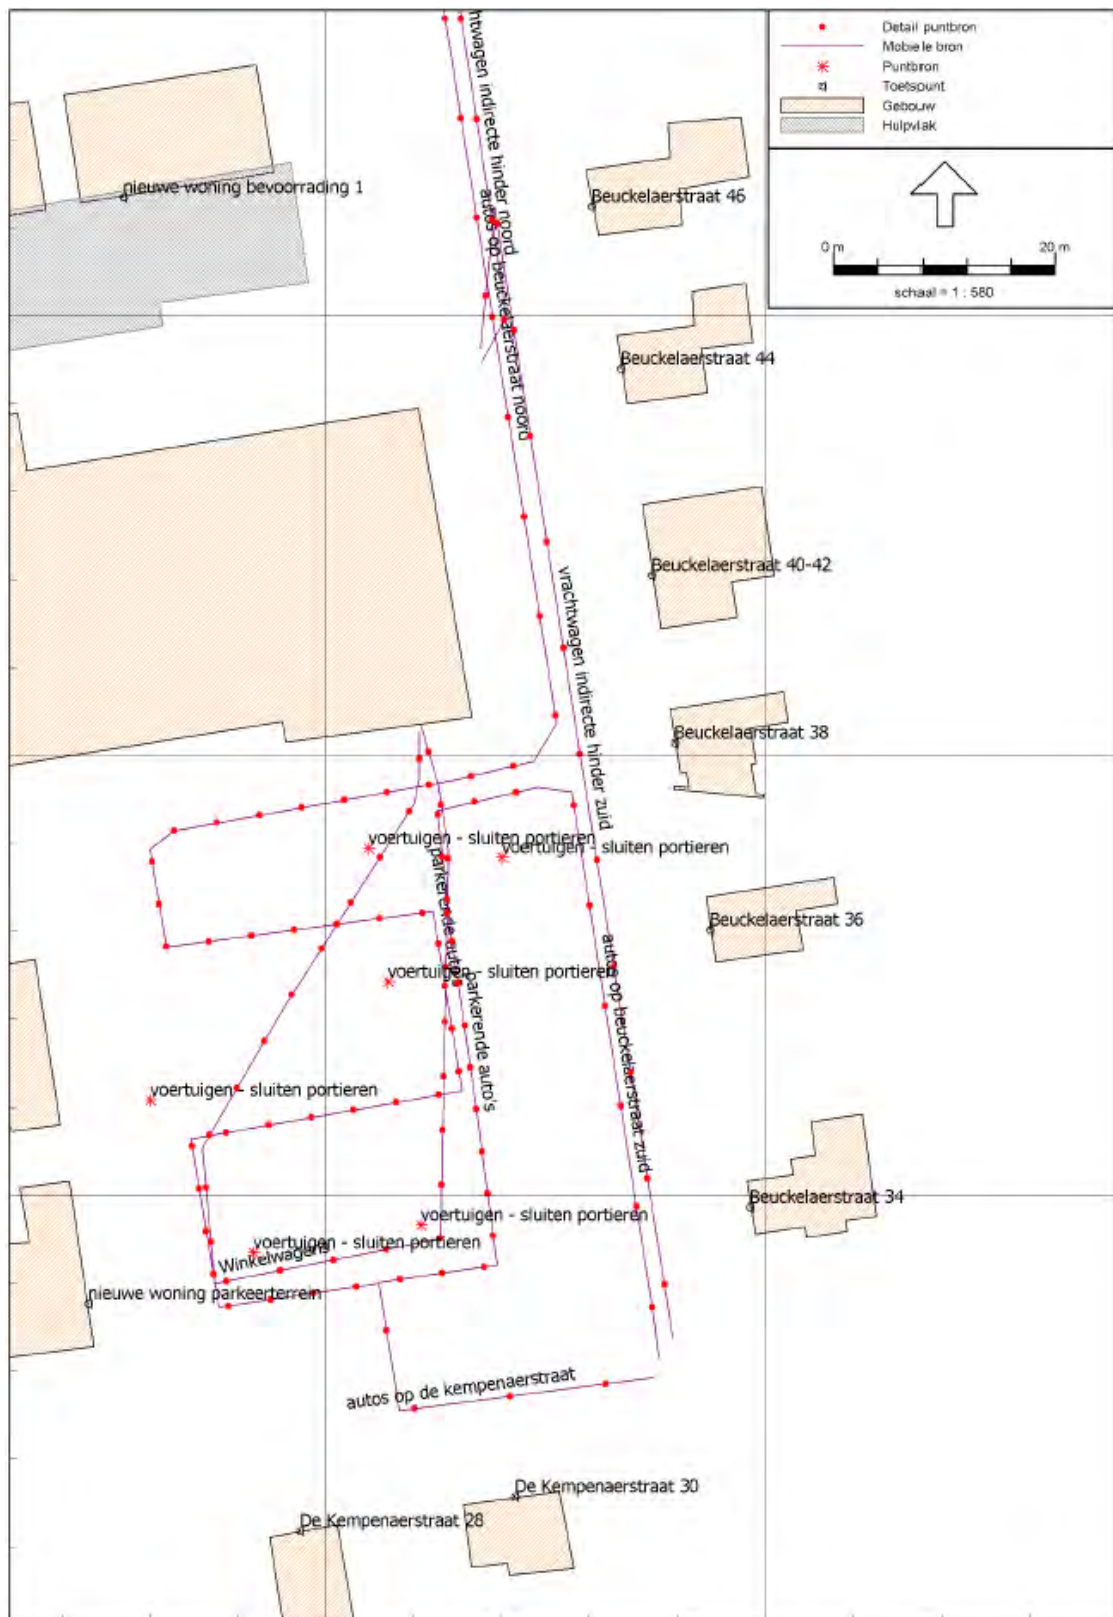 Detail puntbron
Mobiele bron
Puntbron
Toetspunt
Gebouw
Hulpvlak
0 m
20 m
schaal = 1 : 580
htwagen indirecte hinder noord
autos op beuckelaerstraat noord
nieuwe woning bevoorrading 1
Beuckelaerstraat 46
Beuckelaerstraat 44
Beuckelaerstraat 40-42
vrachtwagen indirecte hinder zuid
Beuckelaerstraat 38
voertuigen - sluiten portieren
voertuigen - sluiten portieren
parkerende auto's
Beuckelaerstraat 36
autos op beuckelaerstraat zuid
voertuigen - sluiten portieren
parkerende auto's
voertuigen - sluiten portieren
Beuckelaerstraat 34
voertuigen - sluiten portieren
voertuigen - sluiten portieren
Winkelwagens
nieuwe woning parkeerterrein
autos op de kempenaerstraat
De Kempenaerstraat 30
De Kempenaerstraat 28